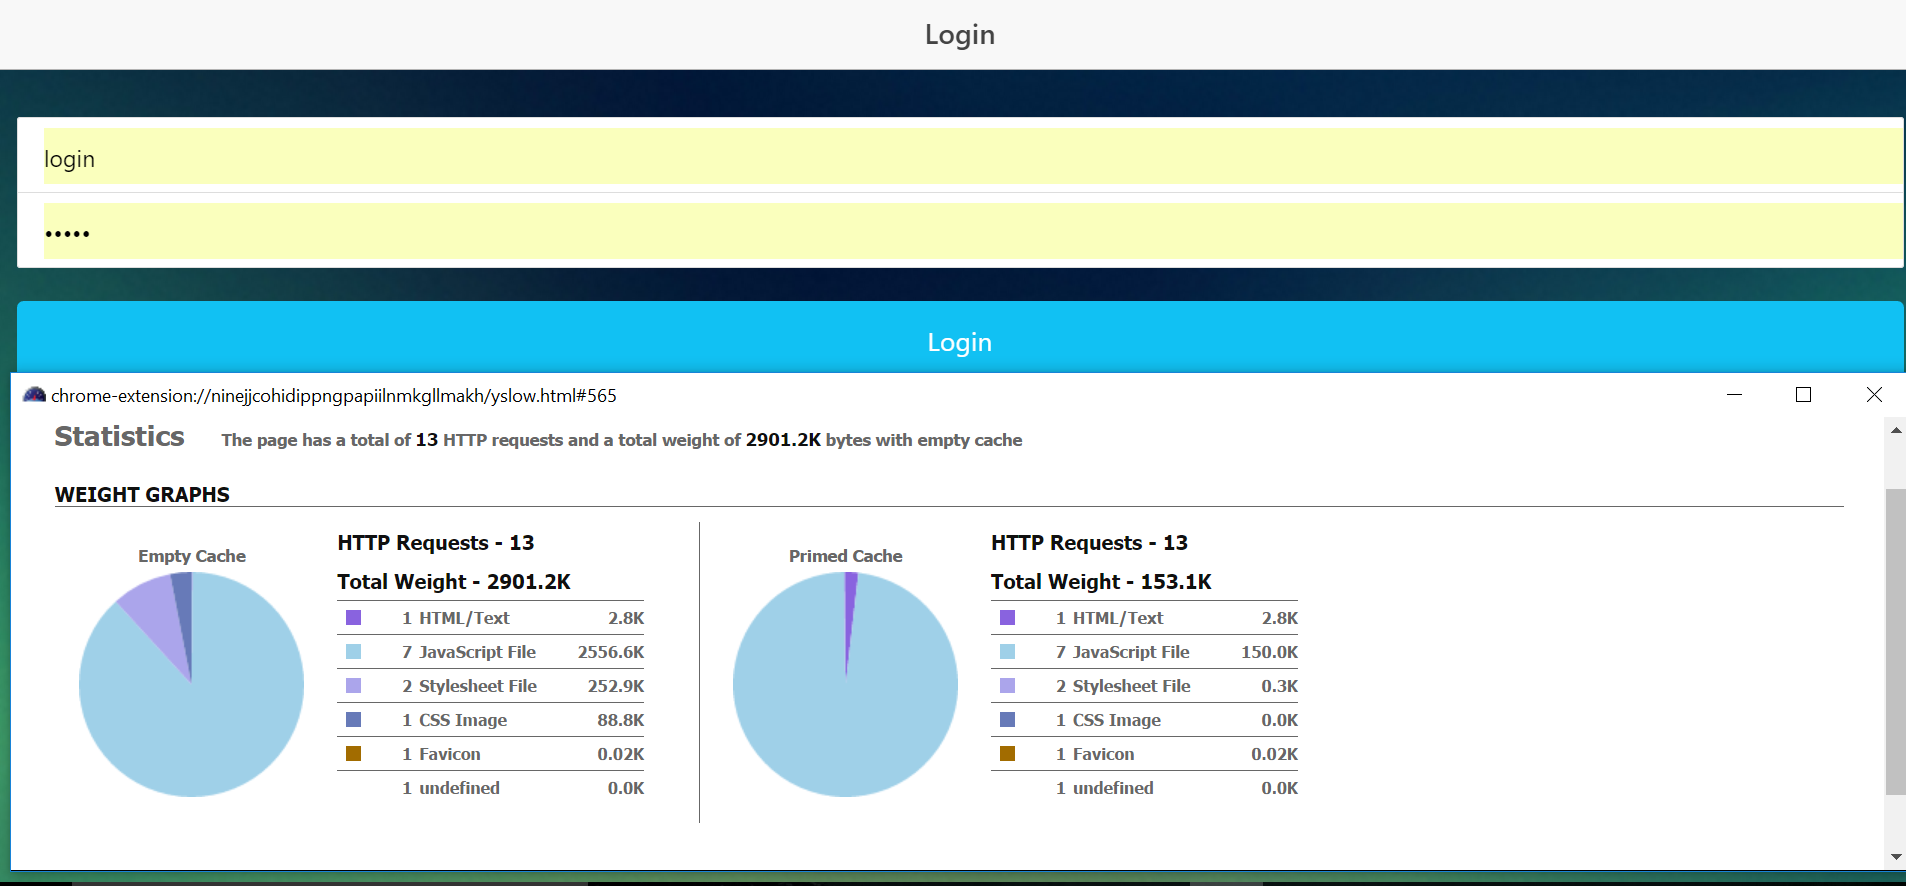 Login
login
•••••
Login
chrome-extension://ninejjcohidippngpapiilnmkgllmakh/yslow.html#565
Statistics The page has a total of 13 HTTP requests and a total weight of 2901.2K bytes with empty cache
WEIGHT GRAPHS
Empty Cache
HTTP Requests - 13
Total Weight - 2901.2K
1 HTML/Text 2.8K
7 JavaScript File 2556.6K
2 Stylesheet File 252.9K
1 CSS Image 88.8K
1 Favicon 0.02K
1 undefined 0.0K
Primed Cache
HTTP Requests - 13
Total Weight - 153.1K
1 HTML/Text 2.8K
7 JavaScript File 150.0K
2 Stylesheet File 0.3K
1 CSS Image 0.0K
1 Favicon 0.02K
1 undefined 0.0K